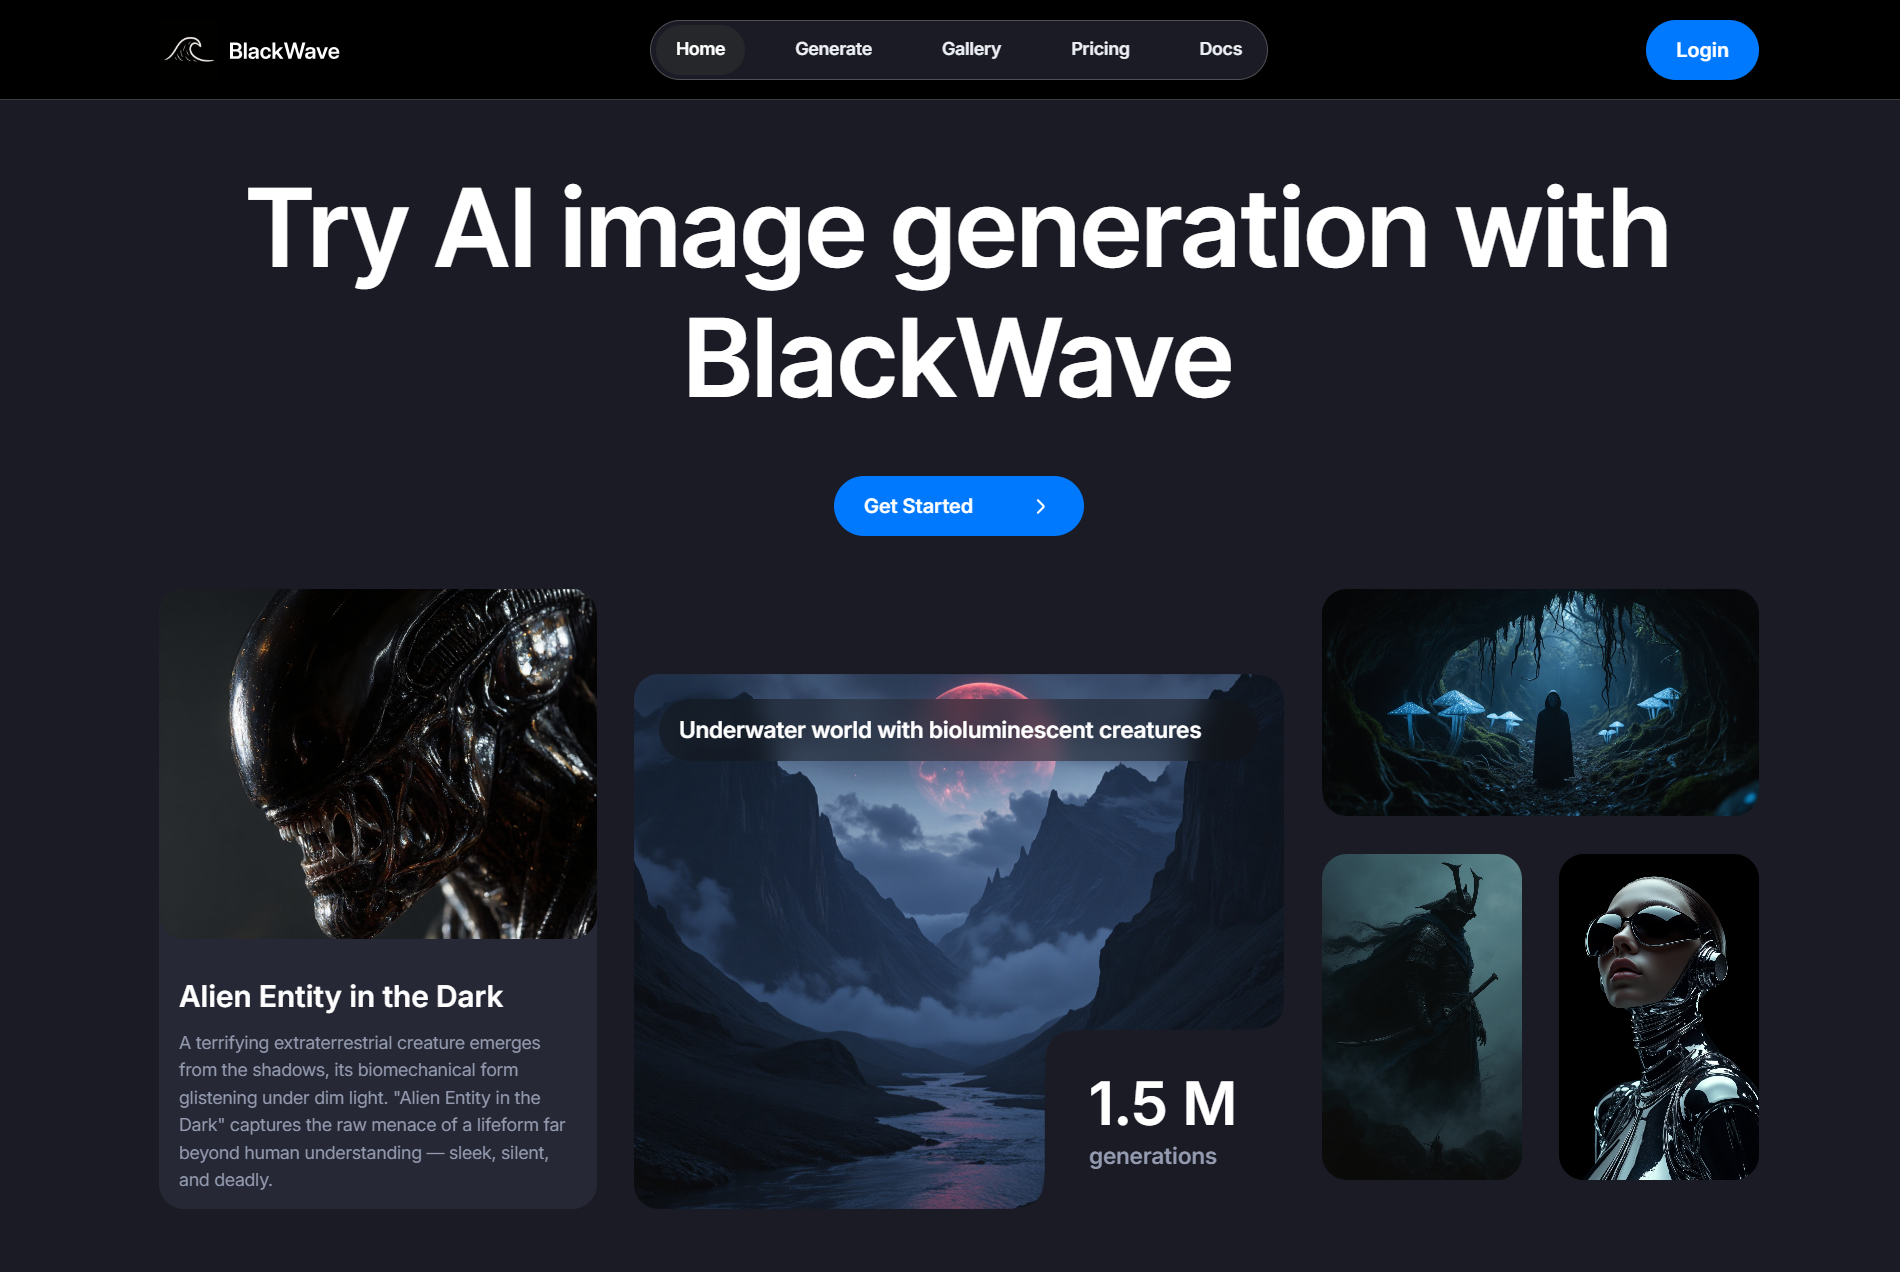 BlackWave
Home
Generate
Gallery
Pricing
Docs
Login
Try AI image generation with
BlackWave
Get Started
Underwater world with bioluminescent creatures
Alien Entity in the Dark
A terrifying extraterrestrial creature emerges
from the shadows, its biomechanical form
glistening under dim light. "Alien Entity in the
Dark" captures the raw menace of a lifeform far
beyond human understanding — sleek, silent,
and deadly.
1.5 M
generations